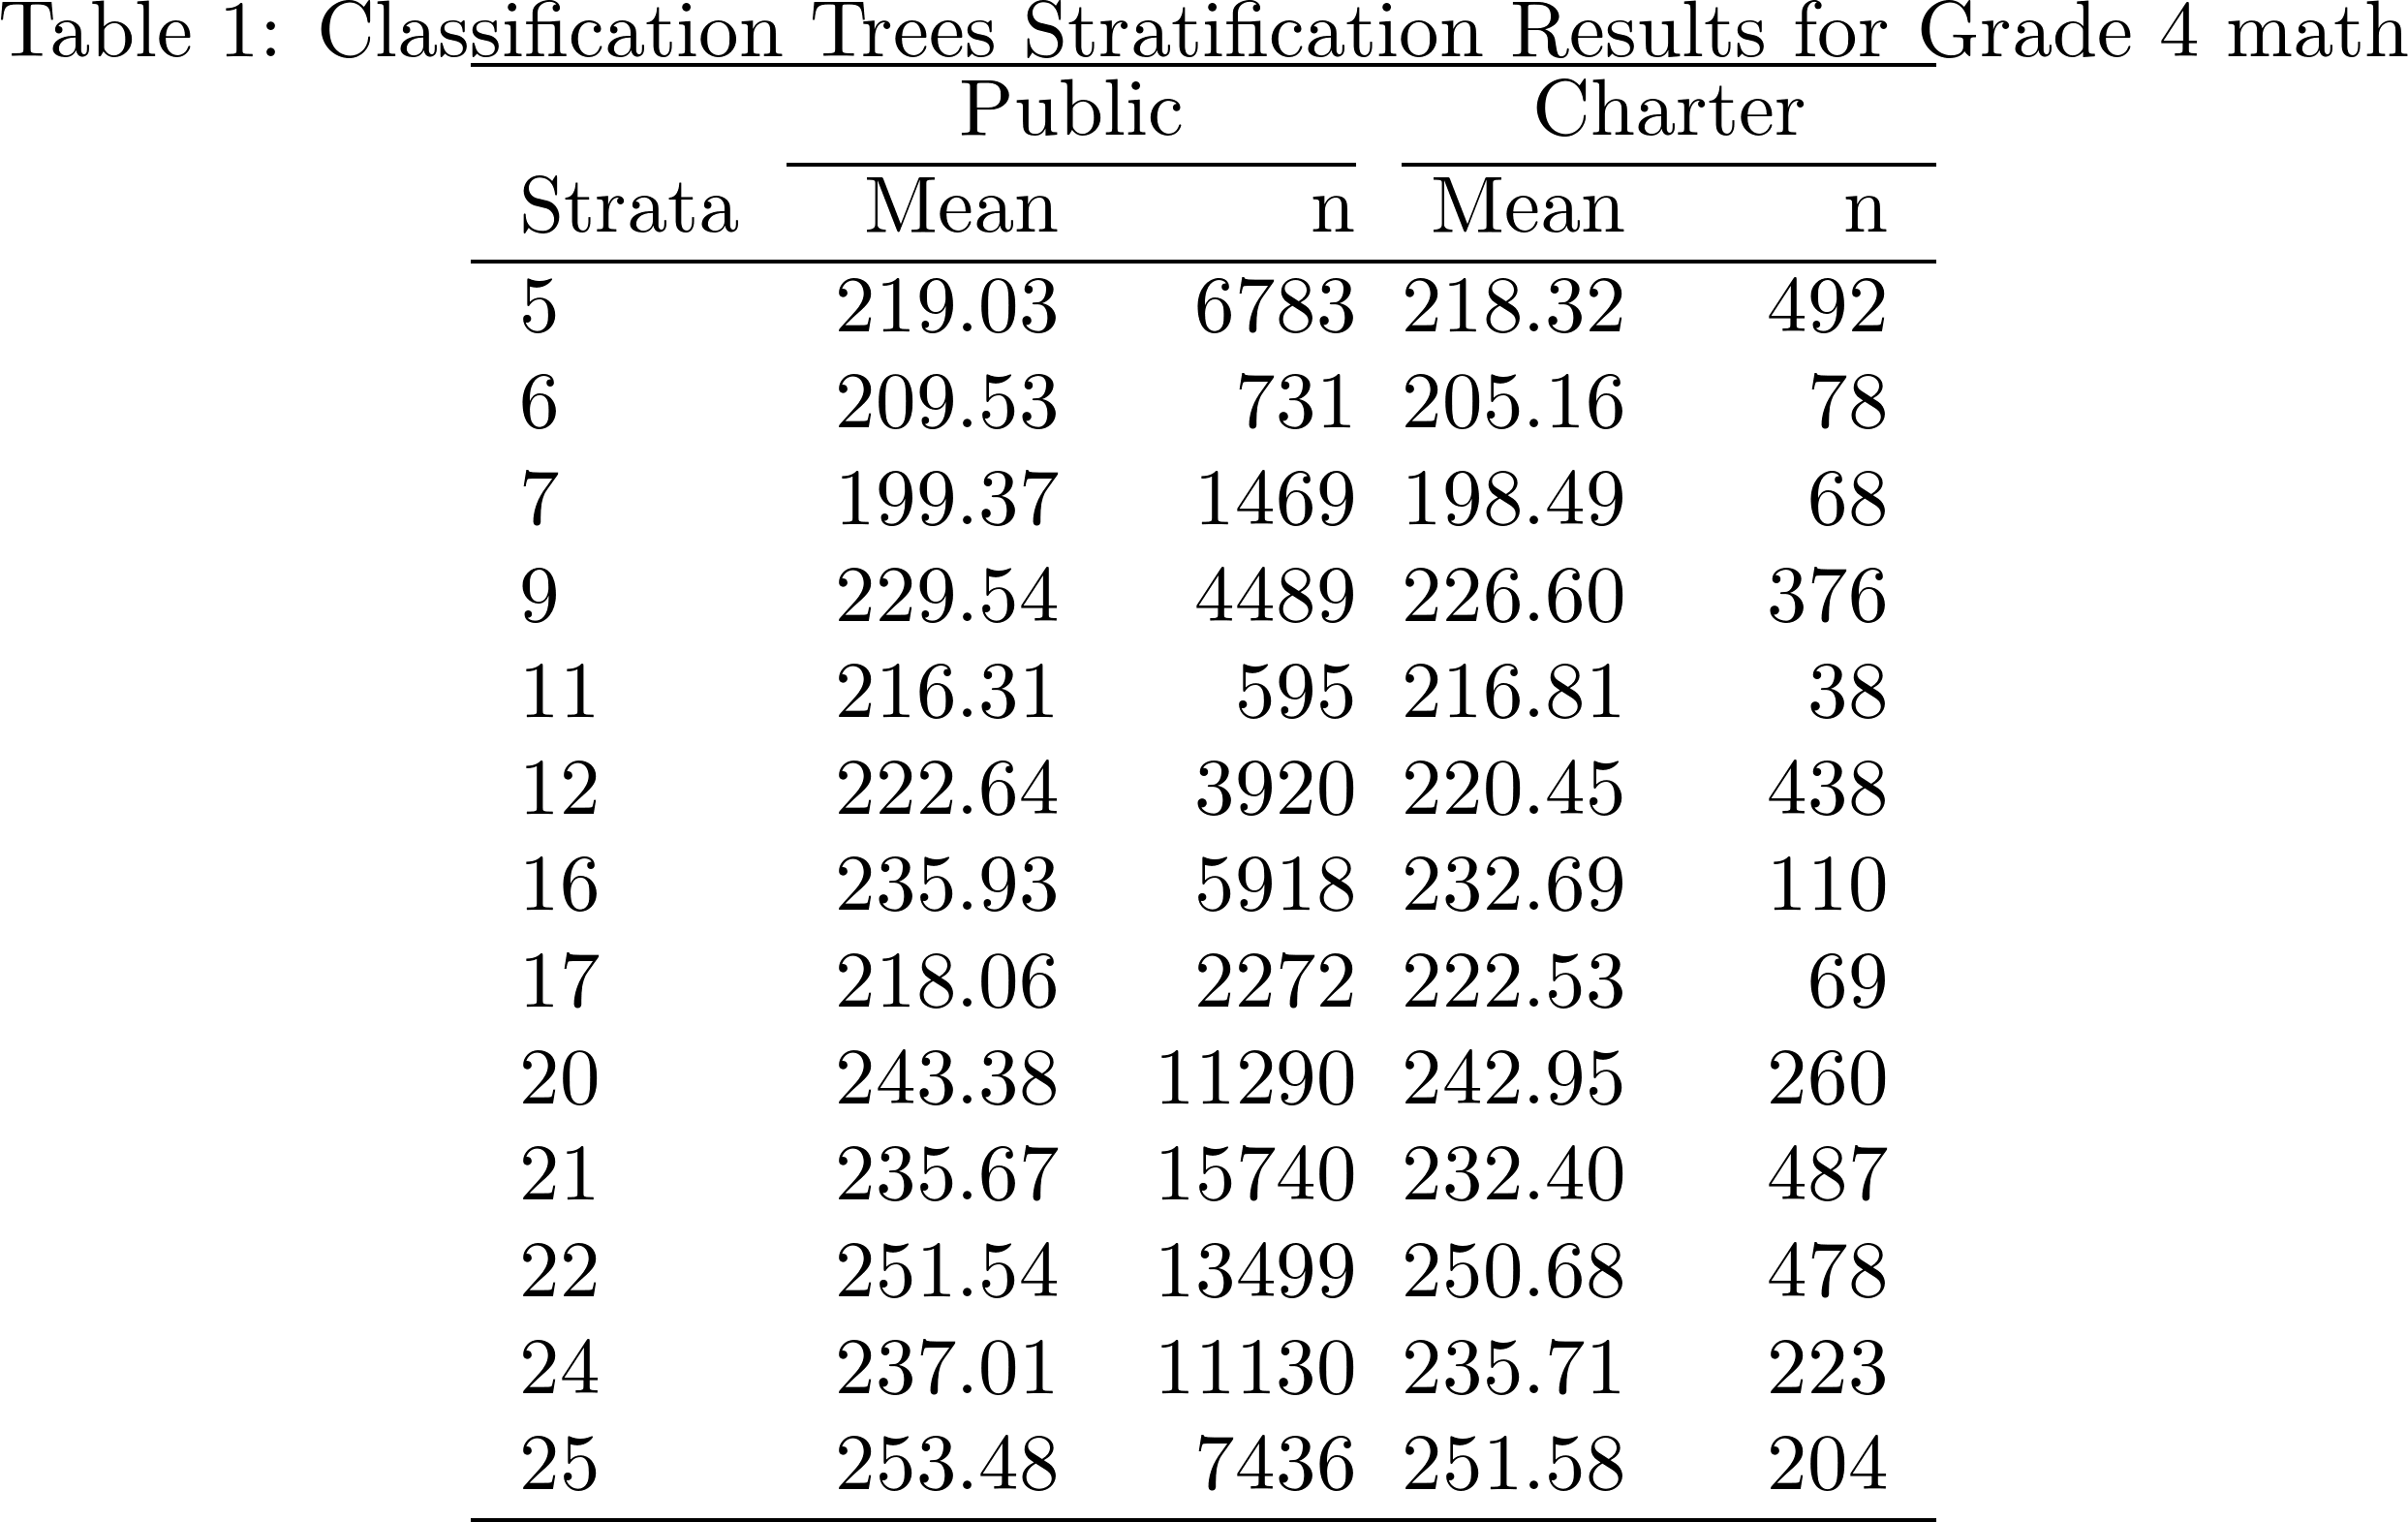 Table 1: Classification Trees Stratification Results for Grade 4 math
Public Charter
Strata Mean n Mean n
5 219.03 6783 218.32 492
6 209.53 731 205.16 78
7 199.37 1469 198.49 68
9 229.54 4489 226.60 376
11 216.31 595 216.81 38
12 222.64 3920 220.45 438
16 235.93 5918 232.69 110
17 218.06 2272 222.53 69
20 243.38 11290 242.95 260
21 235.67 15740 232.40 487
22 251.54 13499 250.68 478
24 237.01 11130 235.71 223
25 253.48 7436 251.58 204